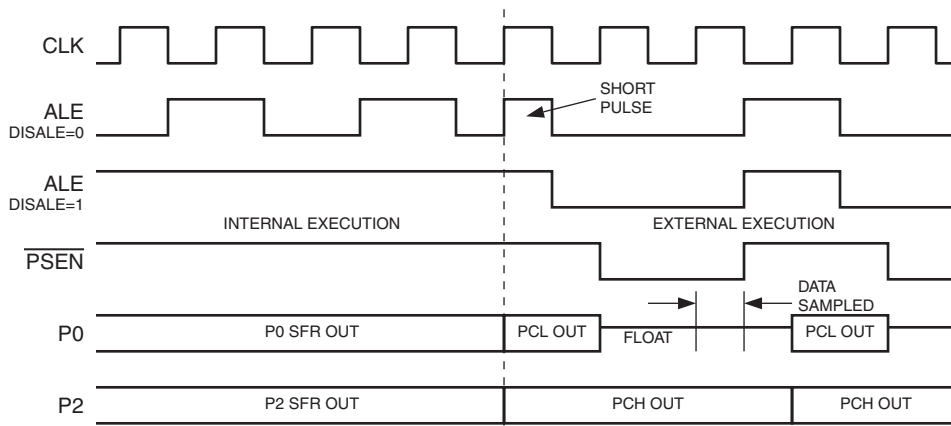 CLK
ALE
DISALE=0
SHORT
PULSE
ALE
DISALE=1
INTERNAL EXECUTION
EXTERNAL EXECUTION
PSEN
DATA
SAMPLED
P0
P0 SFR OUT
PCL OUT
FLOAT
PCL OUT
P2
P2 SFR OUT
PCH OUT
PCH OUT